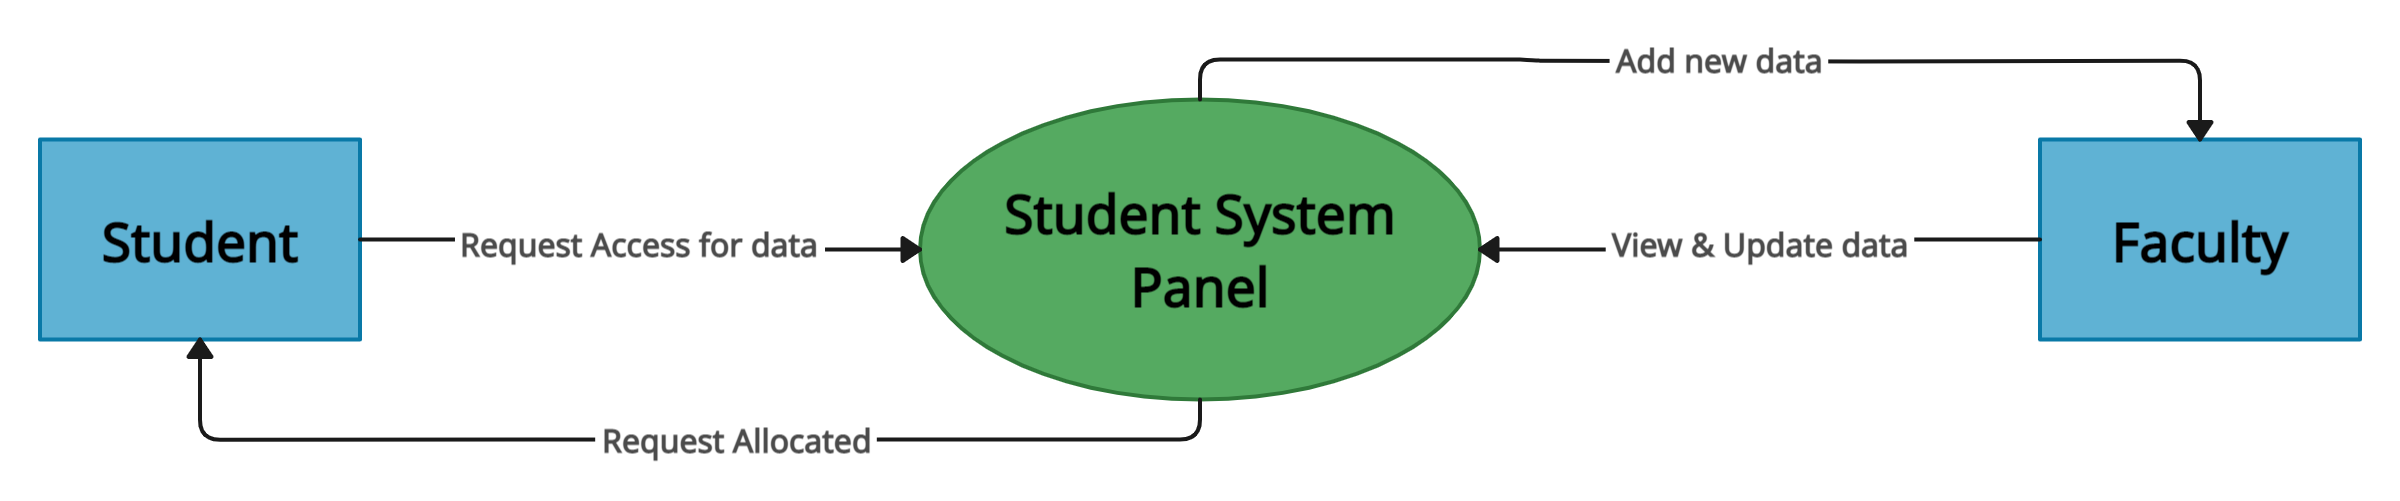 Add new data
Student
Request Access for data
Student System
Panel
View & Update data
Faculty
Request Allocated